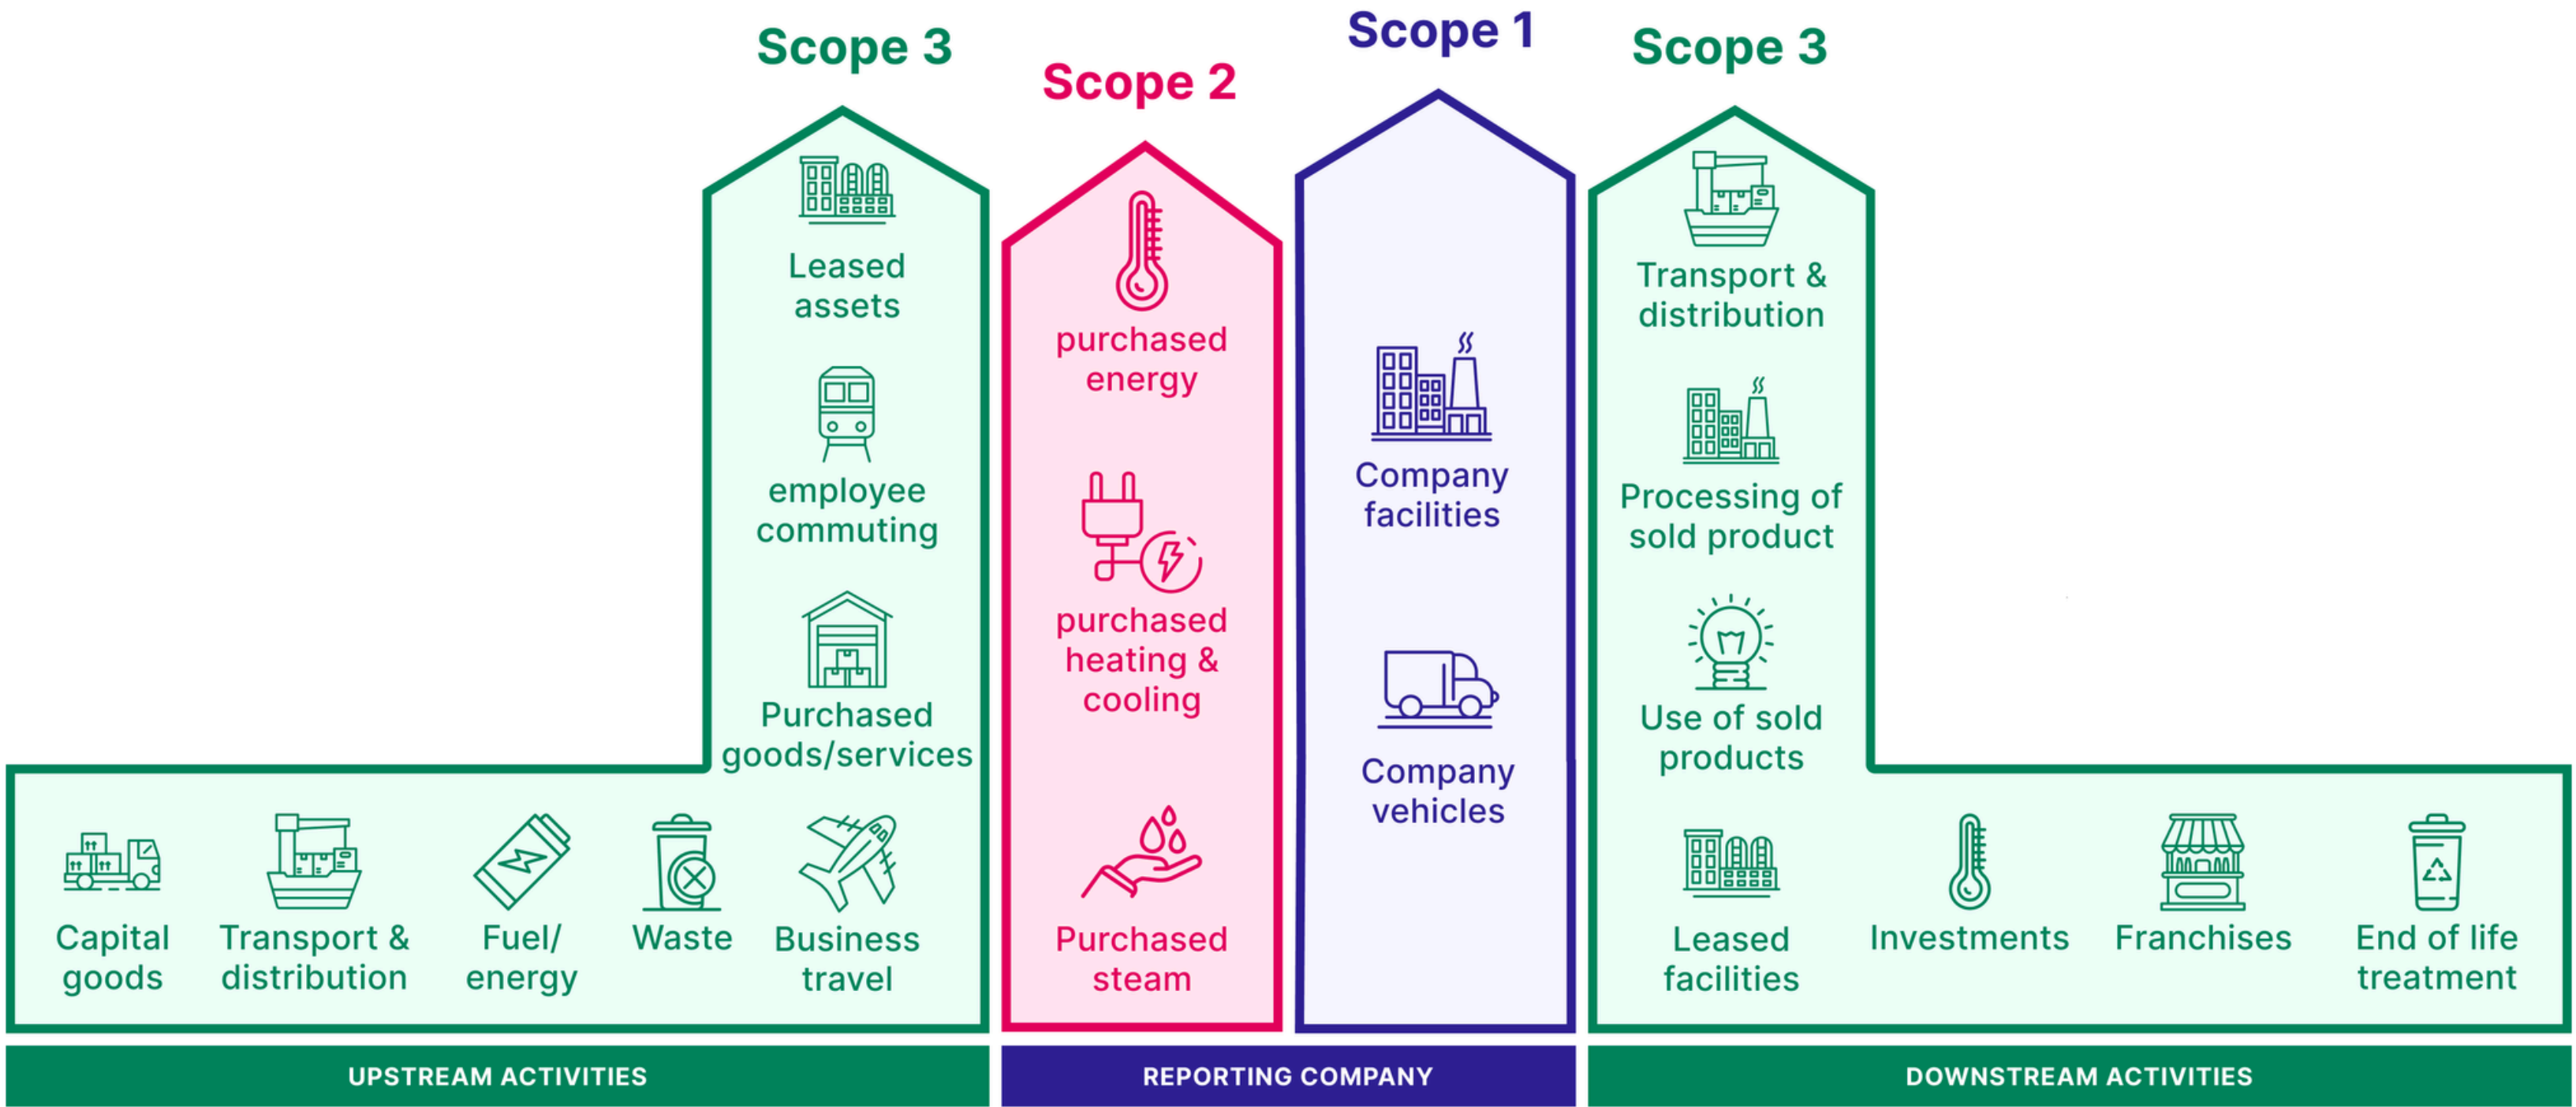 Scope 3
Leased
assets
employee
commuting
Purchased
goods/services
Capital
goods
Transport &
distribution
Fuel/
energy
Waste
Business
travel
UPSTREAM ACTIVITIES
Scope 2
purchased
energy
purchased
heating &
cooling
Purchased
steam
Scope 1
Company
facilities
Company
vehicles
REPORTING COMPANY
Scope 3
Transport &
distribution
Processing of
sold product
Use of sold
products
Leased
facilities
Investments
Franchises
End of life
treatment
DOWNSTREAM ACTIVITIES